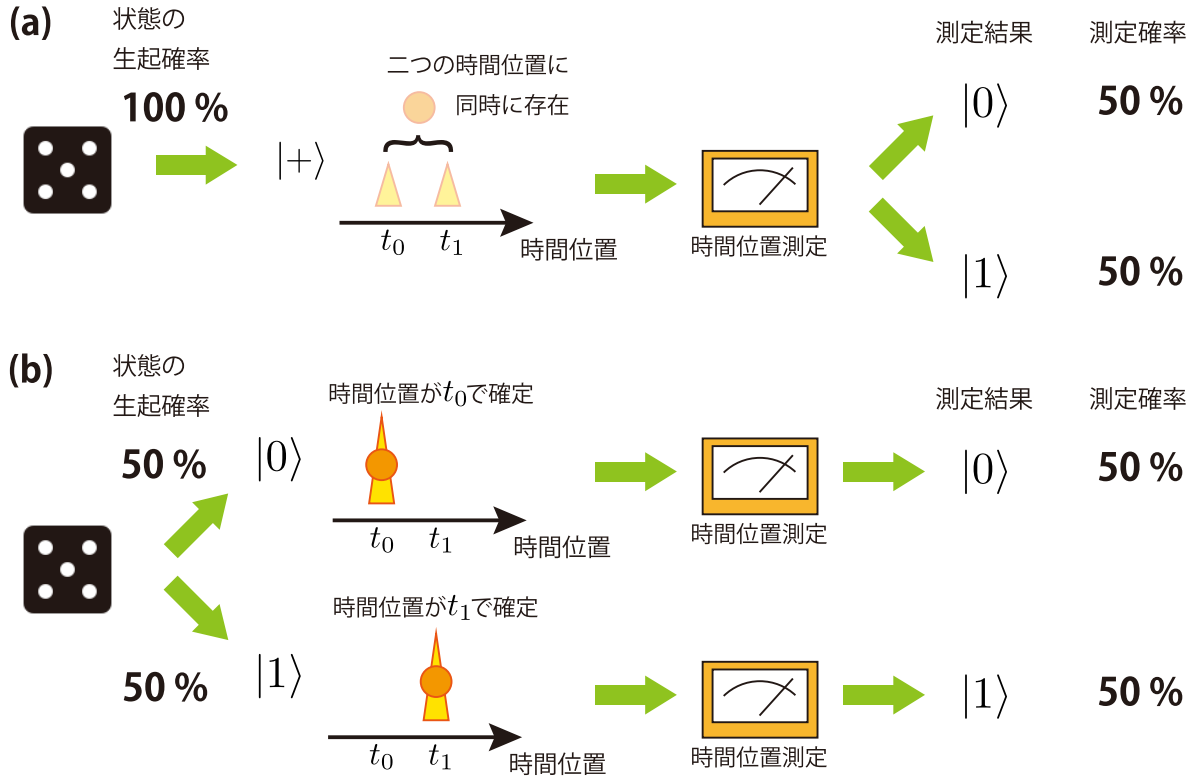 (a)
状態の
生起確率
100 %
|+⟩
二つの時間位置に
同時に存在
t₀
t₁
時間位置
時間位置測定
測定結果
測定確率
|0⟩
50 %
|1⟩
50 %
(b)
状態の
生起確率
50 %
|0⟩
時間位置がt₀で確定
t₀
t₁
時間位置
時間位置測定
測定結果
測定確率
|0⟩
50 %
50 %
|1⟩
時間位置がt₁で確定
t₀
t₁
時間位置
時間位置測定
|1⟩
50 %